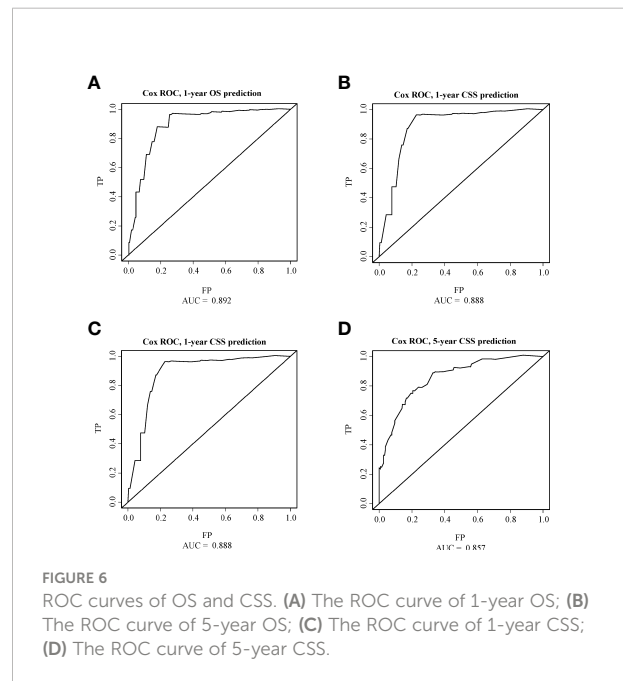 A
Cox ROC, 1-year OS prediction
TP
0.0 0.2 0.4 0.6 0.8 1.0
0.0 0.2 0.4 0.6 0.8 1.0
FP
AUC = 0.892
B
Cox ROC, 1-year CSS prediction
TP
0.0 0.2 0.4 0.6 0.8 1.0
0.0 0.2 0.4 0.6 0.8 1.0
FP
AUC = 0.888
C
Cox ROC, 1-year CSS prediction
TP
0.0 0.2 0.4 0.6 0.8 1.0
0.0 0.2 0.4 0.6 0.8 1.0
FP
AUC = 0.888
D
Cox ROC, 5-year CSS prediction
TP
0.0 0.2 0.4 0.6 0.8 1.0
0.0 0.2 0.4 0.6 0.8 1.0
FP
AUC = 0.857
FIGURE 6
ROC curves of OS and CSS. (A) The ROC curve of 1-year OS; (B)
The ROC curve of 5-year OS; (C) The ROC curve of 1-year CSS;
(D) The ROC curve of 5-year CSS.